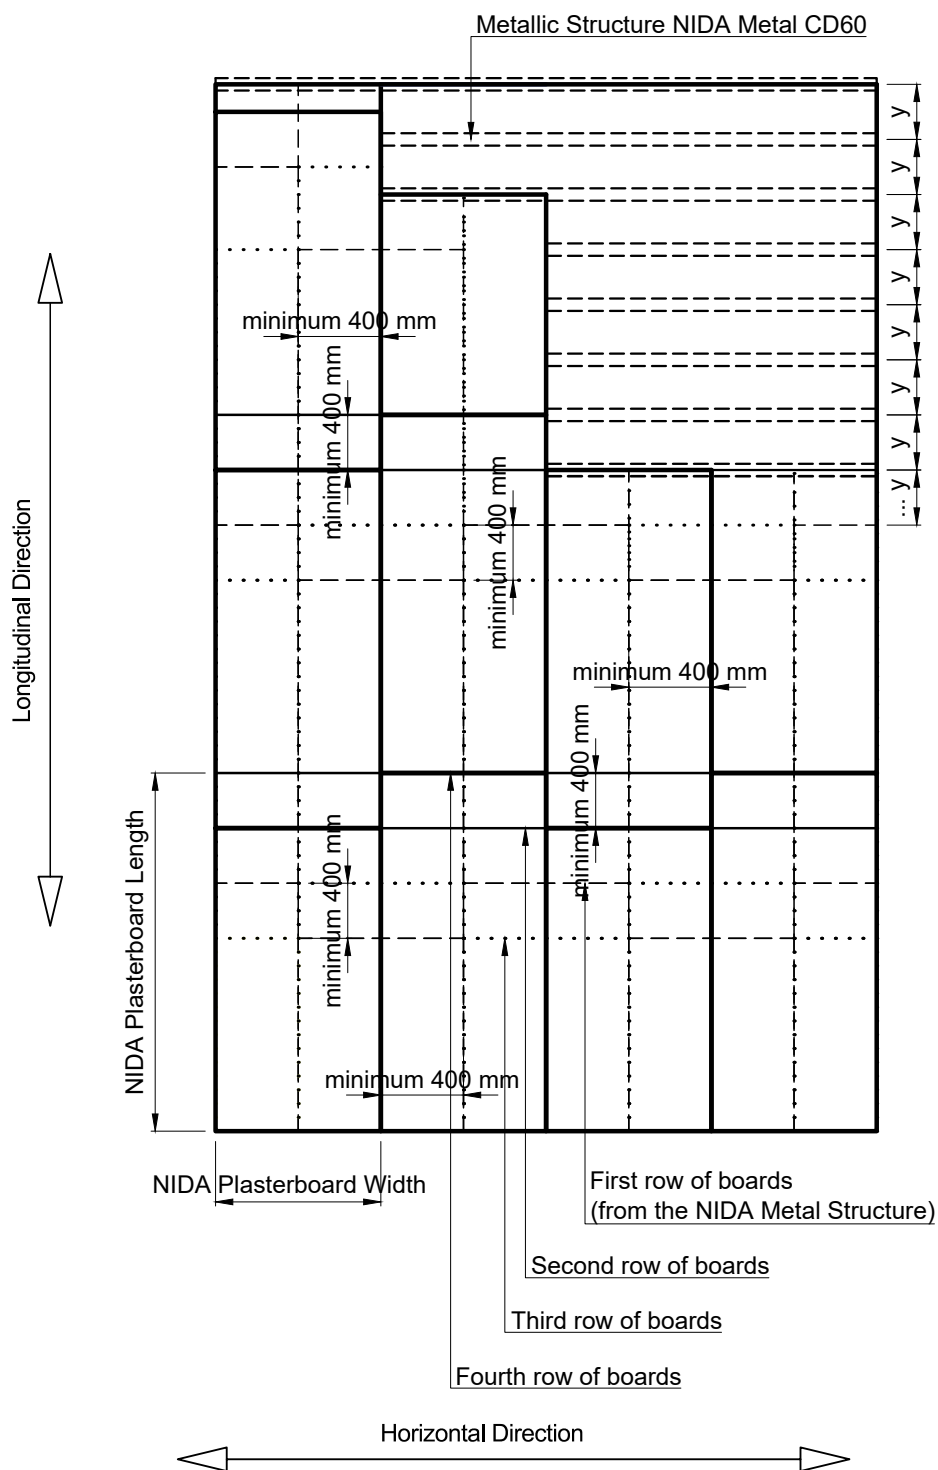 Metallic Structure NIDA Metal CD60
y
y
y
y
y
y
y
... y
minimum 400 mm
minimum 400 mm
minimum 400 mm
Longitudinal Direction
minimum 400 mm
minimum 400 mm
NIDA Plasterboard Length
minimum 400 mm
minimum 400 mm
NIDA Plasterboard Width
First row of boards
(from the NIDA Metal Structure)
Second row of boards
Third row of boards
Fourth row of boards
Horizontal Direction